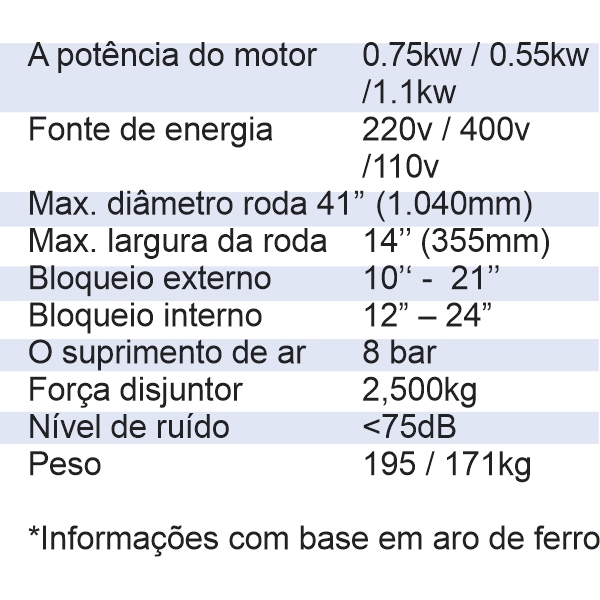 A potência do motor 0.75kw / 0.55kw
/1.1kw
Fonte de energia 220v / 400v
/110v
Max. diâmetro roda 41” (1.040mm)
Max. largura da roda 14’’ (355mm)
Bloqueio externo 10’‘ - 21’’
Bloqueio interno 12” – 24”
O suprimento de ar 8 bar
Força disjuntor 2,500kg
Nível de ruído <75dB
Peso 195 / 171kg
*Informações com base em aro de ferro